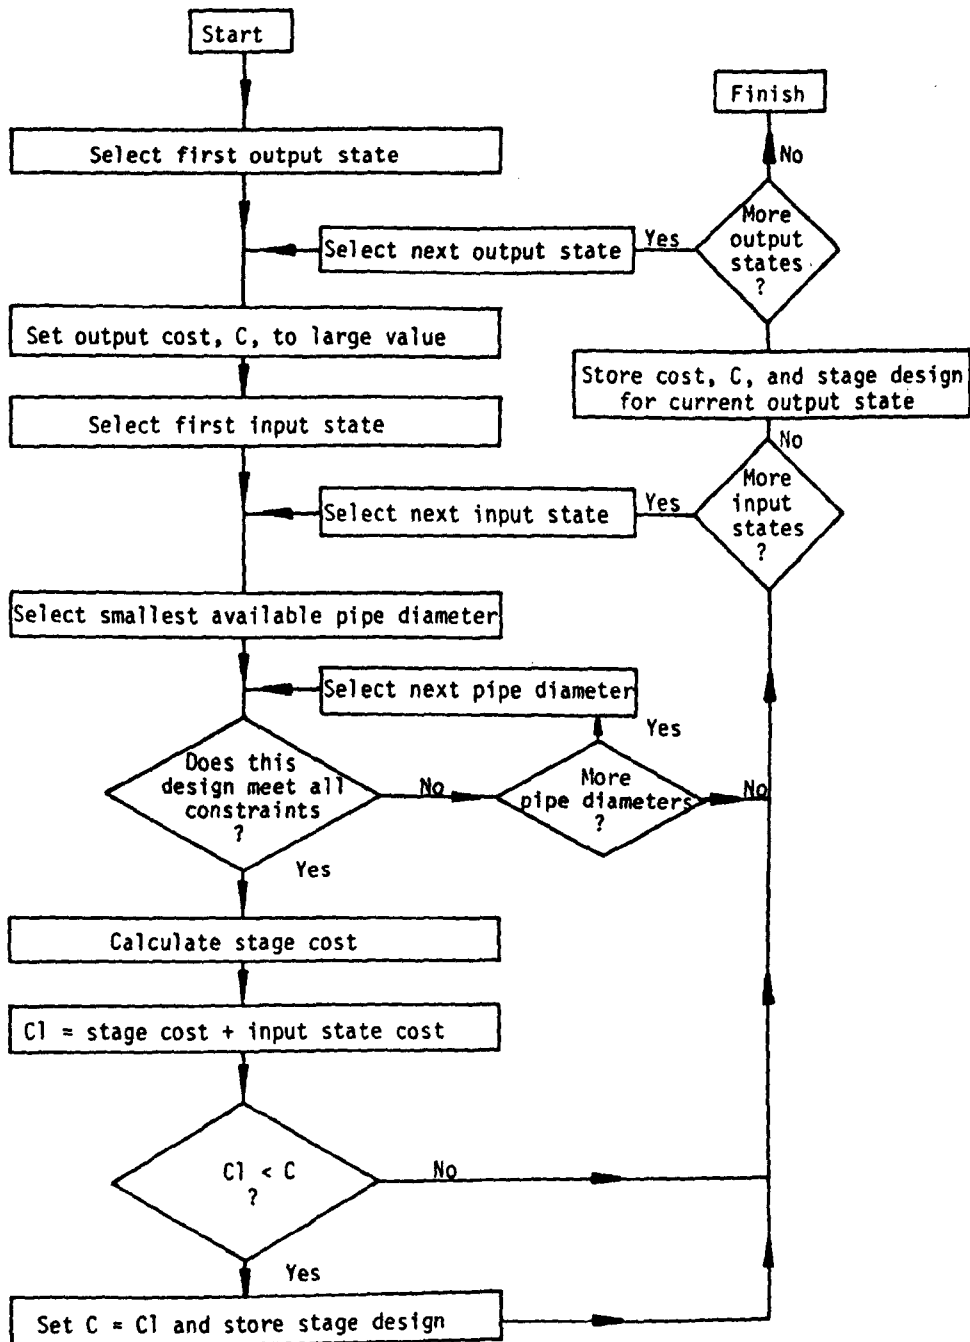 Start
Finish
No
Select first output state
More
output
states
?
Yes
Select next output state
Set output cost, C, to large value
Store cost, C, and stage design
for current output state
Select first input state
No
More
input
states
?
Yes
Select next input state
Select smallest available pipe diameter
Select next pipe diameter
Yes
Does this
design meet all
constraints
?
No
More
pipe diameters
?
No
Yes
Calculate stage cost
C1 = stage cost + input state cost
C1 < C
?
No
Yes
Set C = C1 and store stage design